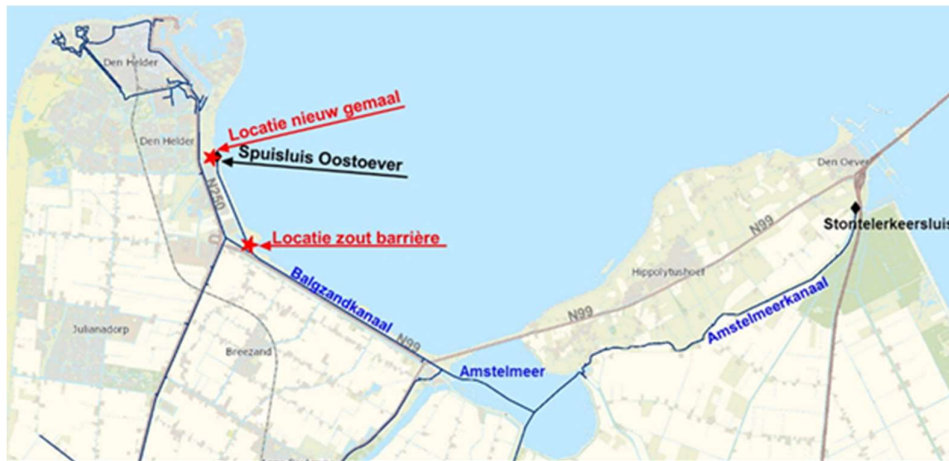 Den Helder
Locatie nieuw gemaal
Den Helder
Spuisluis Oostoever
Den Oever
N250
N99
Stontelerkeersluis
Locatie zout barrière
Hippolytushoef
Balgzandkanaal
Amstelmeerkanaal
N99
Julianadorp
Breezand
N99
Amstelmeer